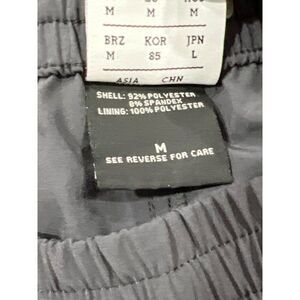 M M M
BRZ KOR JPN
M 85 L
ASIA CHN
SHELL: 92% POLYESTER
8% SPANDEX
LINING: 100% POLYESTER
M
SEE REVERSE FOR CARE